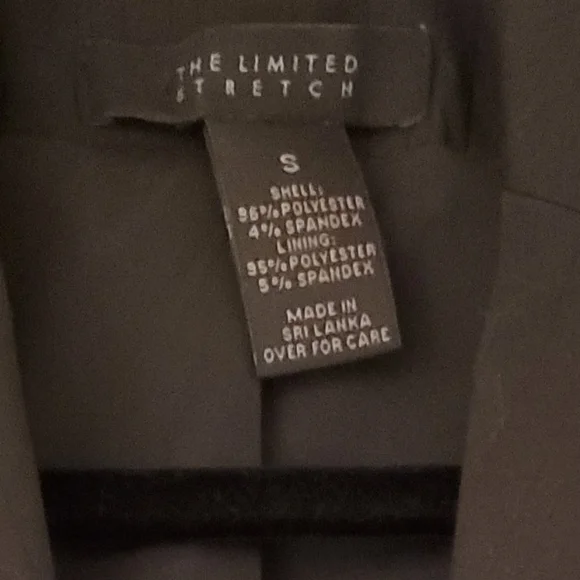 THE LIMITED
STRETCH
S
SHELL:
96% POLYESTER
4% SPANDEX
LINING:
95% POLYESTER
5% SPANDEX
MADE IN
SRI LANKA
OVER FOR CARE